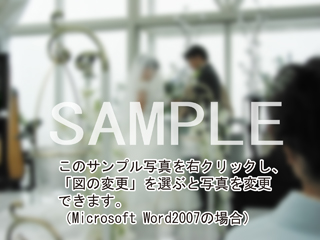 SAMPLE
このサンプル写真を右クリックし、
「図の変更」を選ぶと写真を変更
できます。
（Microsoft Word2007の場合）